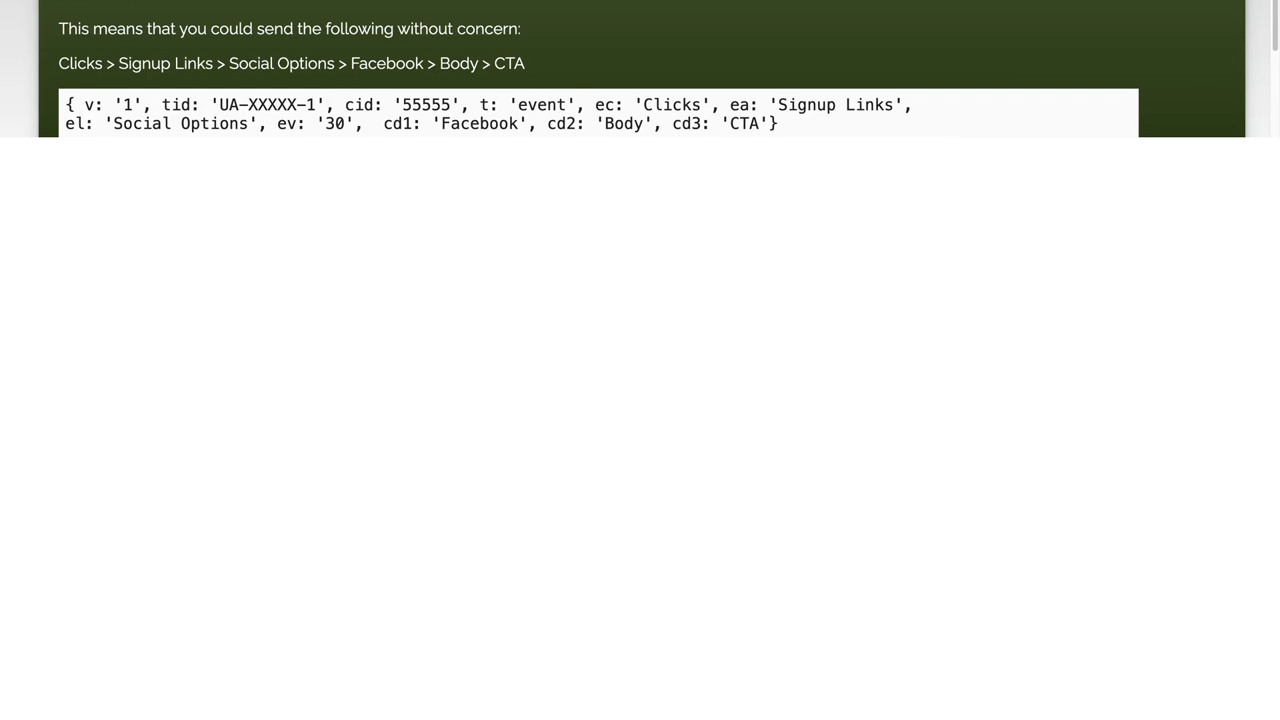 This means that you could send the following without concern:
Clicks > Signup Links > Social Options > Facebook > Body > CTA
{ v: '1', tid: 'UA-XXXXX-1', cid: '55555', t: 'event', ec: 'Clicks', ea: 'Signup Links',
el: 'Social Options', ev: '30',  cd1: 'Facebook', cd2: 'Body', cd3: 'CTA'}